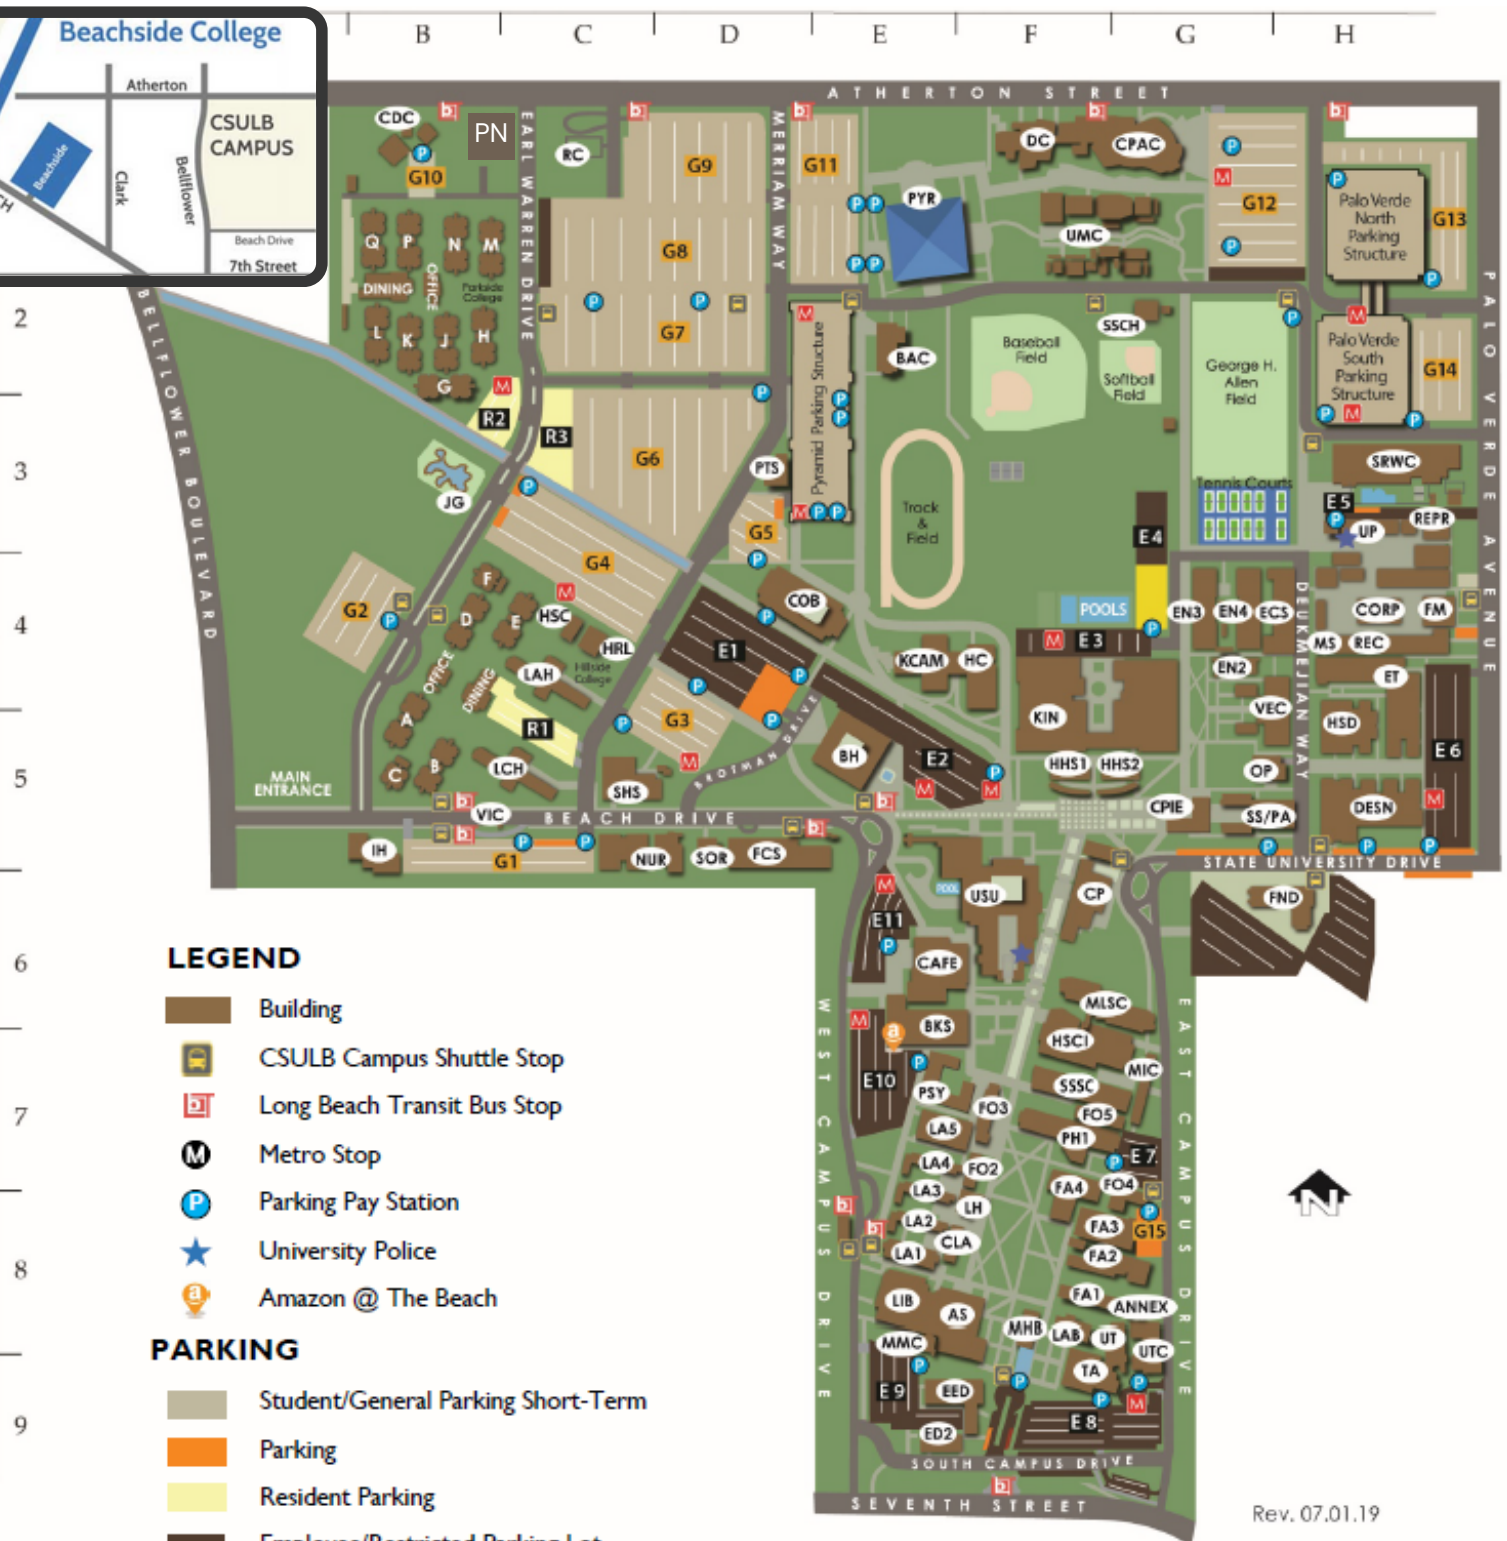 Beachside College
Atherton
CSULB
CAMPUS
Beachside
Clark
Bellflower
Beach Drive
7th Street
CH
B
C
D
E
F
G
H
ATHERTON STREET
CDC
PN
RC
G9
G11
DC
CPAC
G10
G12
PYR
UMC
Palo Verde
North
Parking
Structure
G13
EARL WARREN DRIVE
MERRIAM WAY
Q
P
N
M
DINING
OFFICE
Parkside
College
G8
L
K
J
H
G
2
G7
Pyramid Parking Structure
BAC
Baseball
Field
SSCH
Softball
Field
George H.
Allen
Field
Palo Verde
South
Parking
Structure
G14
PALO VERDE AVENUE
BELLFLOWER BOULEVARD
R2
R3
3
JG
G6
PTS
G5
Track
&
Field
E4
Tennis Courts
SRWC
E5
UP
REPR
G2
4
G4
F
D
E
HSC
HRL
Hillside
College
LAH
OFFICE
DINING
A
B
C
R1
LCH
COB
E1
G3
BROTMAN DRIVE
KCAM
HC
POOLS
E3
EN3
EN4
ECS
EN2
DEUKMEJIAN WAY
CORP
FM
MS
REC
ET
VEC
HSD
E6
KIN
BH
E2
HHS1
HHS2
OP
5
MAIN
ENTRANCE
SHS
VIC
BEACH DRIVE
CPIE
SS/PA
DESN
IH
G1
NUR
SOR
FCS
STATE UNIVERSITY DRIVE
POOL
USU
CP
FND
E11
6
CAFE
MLSC
BKS
HSCI
MIC
E10
PSY
SSSC
FO3
FO5
7
LA5
PH1
E7
LA4
FO2
LA3
FA4
FO4
LH
LA2
FA3
G15
CLA
LA1
FA2
8
WEST CAMPUS DRIVE
EAST CAMPUS DRIVE
LIB
AS
FA1
ANNEX
MHB
LAB
UT
MMC
UTC
TA
E9
EED
9
E8
ED2
SOUTH CAMPUS DRIVE
SEVENTH STREET
LEGEND
Building
CSULB Campus Shuttle Stop
Long Beach Transit Bus Stop
M Metro Stop
P Parking Pay Station
University Police
a Amazon @ The Beach
PARKING
Student/General Parking Short-Term
Parking
Resident Parking
Employee/Restricted Parking Lot
N
Rev. 07.01.19